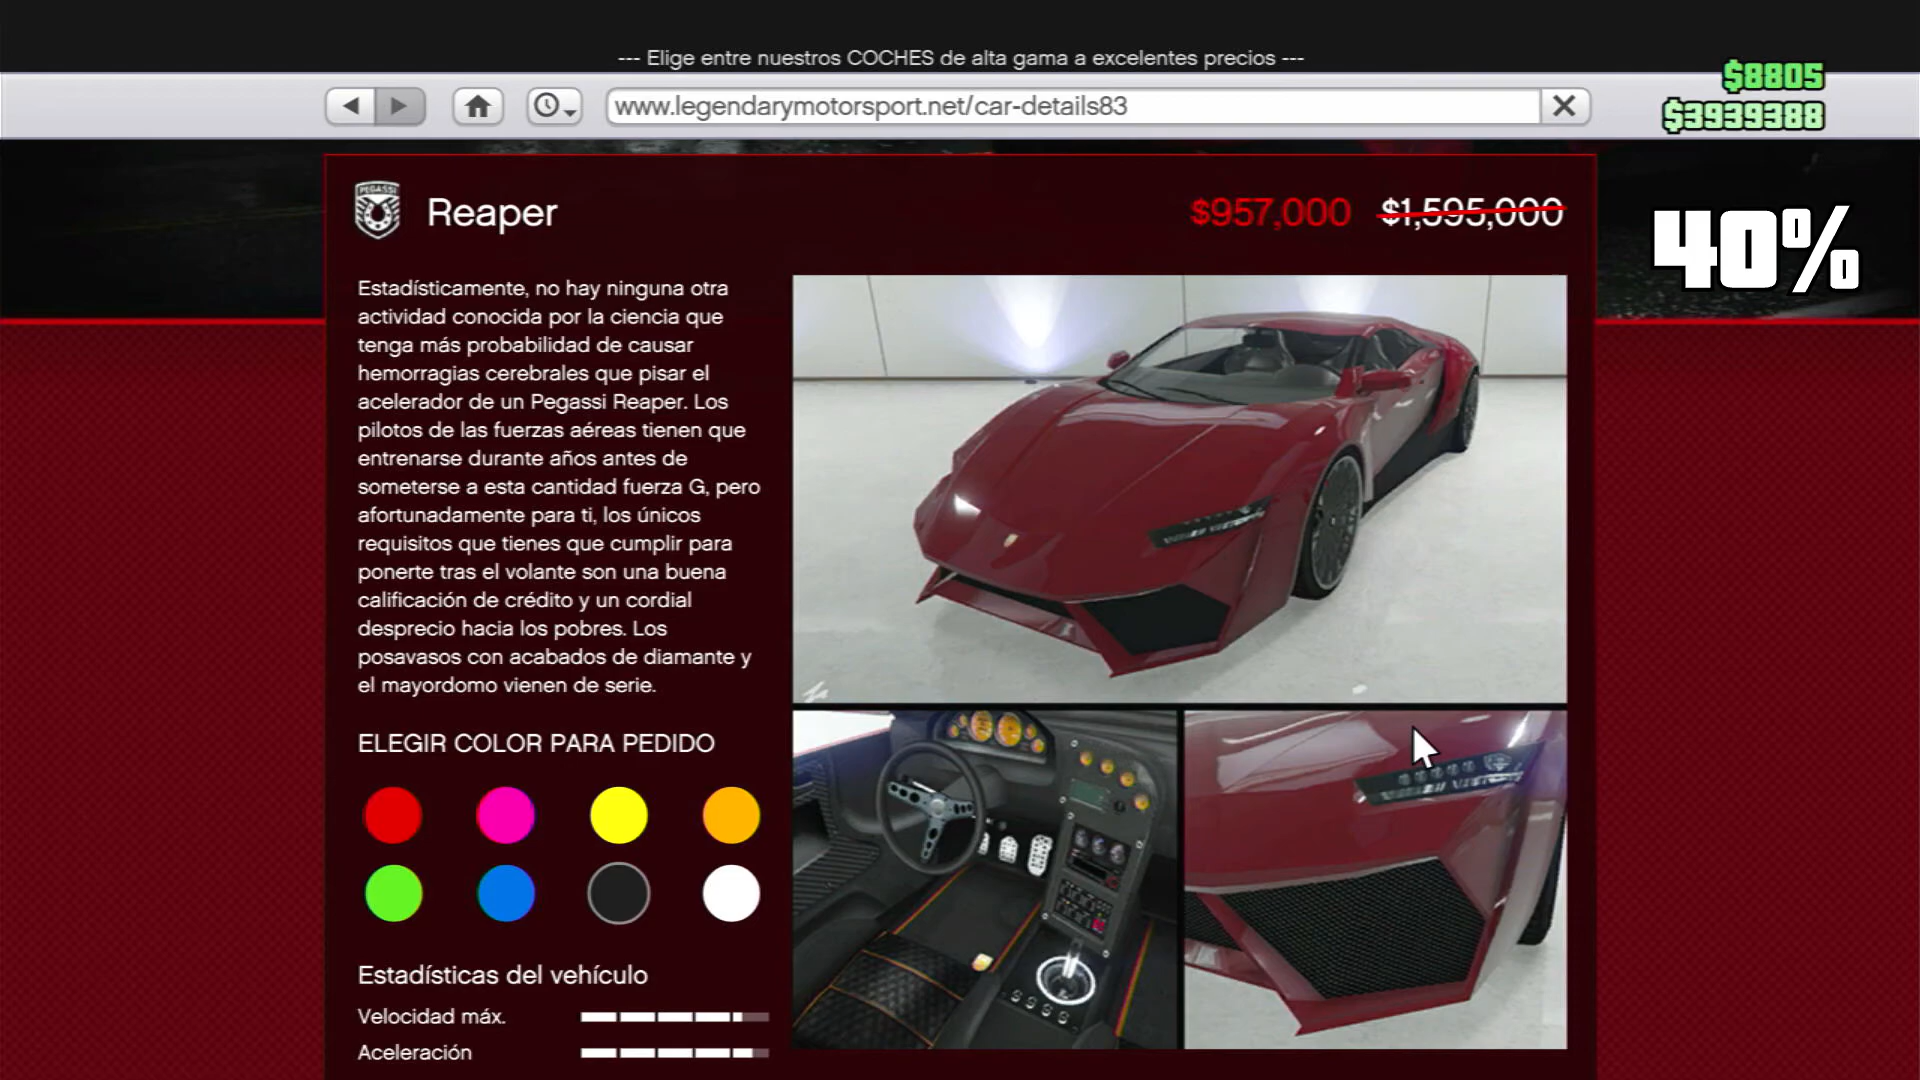 --- Elige entre nuestros COCHES de alta gama a excelentes precios ---
$8805
www.legendarymotorsport.net/car-details83
$3939388
PEGASSI
Reaper
$957,000 $1,595,000
40%
Estadísticamente, no hay ninguna otra
actividad conocida por la ciencia que
tenga más probabilidad de causar
hemorragias cerebrales que pisar el
acelerador de un Pegassi Reaper. Los
pilotos de las fuerzas aéreas tienen que
entrenarse durante años antes de
someterse a esta cantidad fuerza G, pero
afortunadamente para ti, los únicos
requisitos que tienes que cumplir para
ponerte tras el volante son una buena
calificación de crédito y un cordial
desprecio hacia los pobres. Los
posavasos con acabados de diamante y
el mayordomo vienen de serie.
ELEGIR COLOR PARA PEDIDO
Estadísticas del vehículo
Velocidad máx.
Aceleración